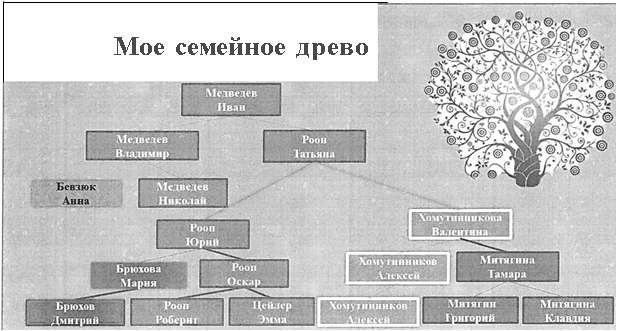 Мое семейное древо
Медведев
Иван
Медведев
Владимир
Рооп
Татьяна
Бевзюк
Анна
Медведев
Николай
Рооп
Юрий
Хомутинникова
Валентина
Брюхова
Мария
Рооп
Оскар
Хомутинников
Алексей
Митягина
Тамара
Брюхов
Дмитрий
Рооп
Роберит
Цейлер
Эмма
Хомутинников
Алексей
Митягин
Григорий
Митягина
Клавдия